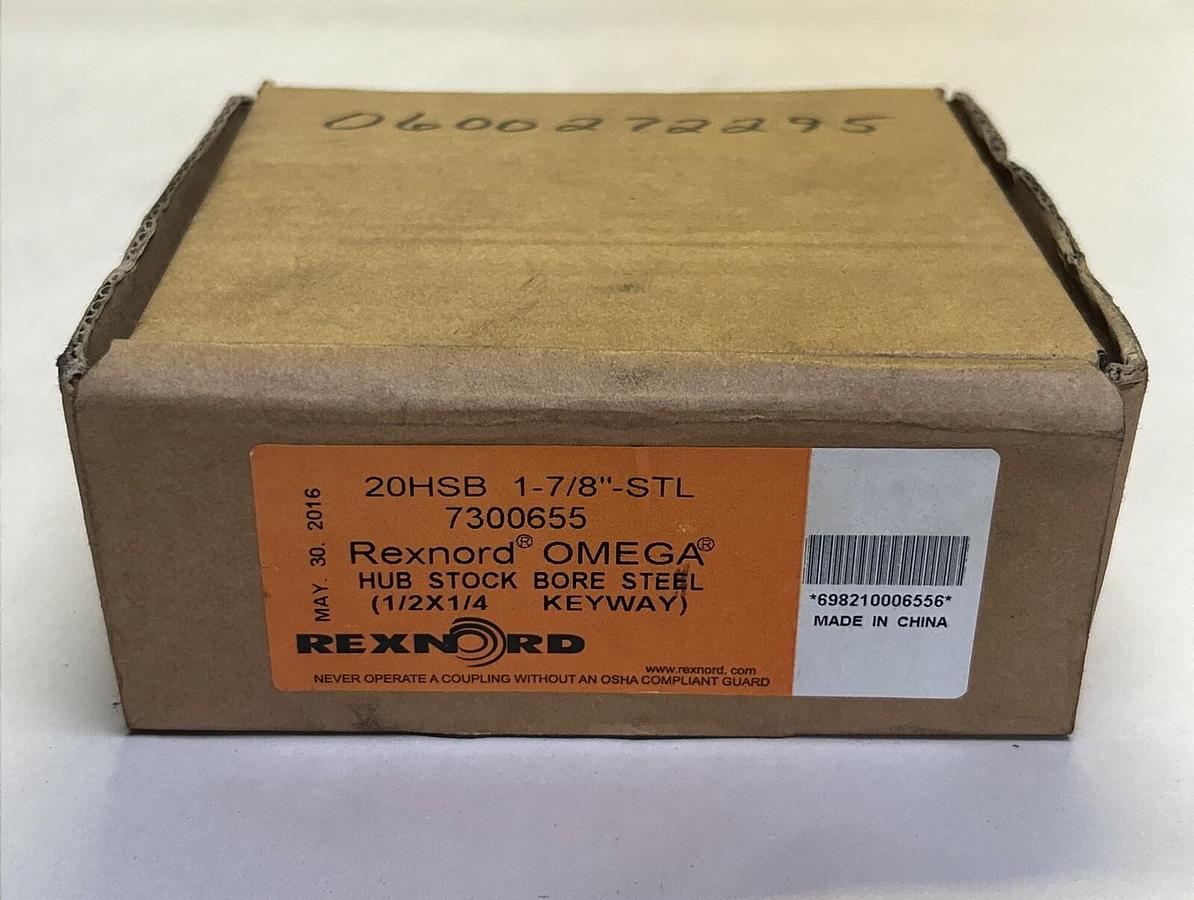 0600272295
20HSB 1-7/8"-STL
7300655
Rexnord® OMEGA®
HUB STOCK BORE STEEL
(1/2X1/4 KEYWAY)
MAY. 30. 2016
REXNORD
www.rexnord. com
NEVER OPERATE A COUPLING WITHOUT AN OSHA COMPLIANT GUARD
*698210006556*
MADE IN CHINA